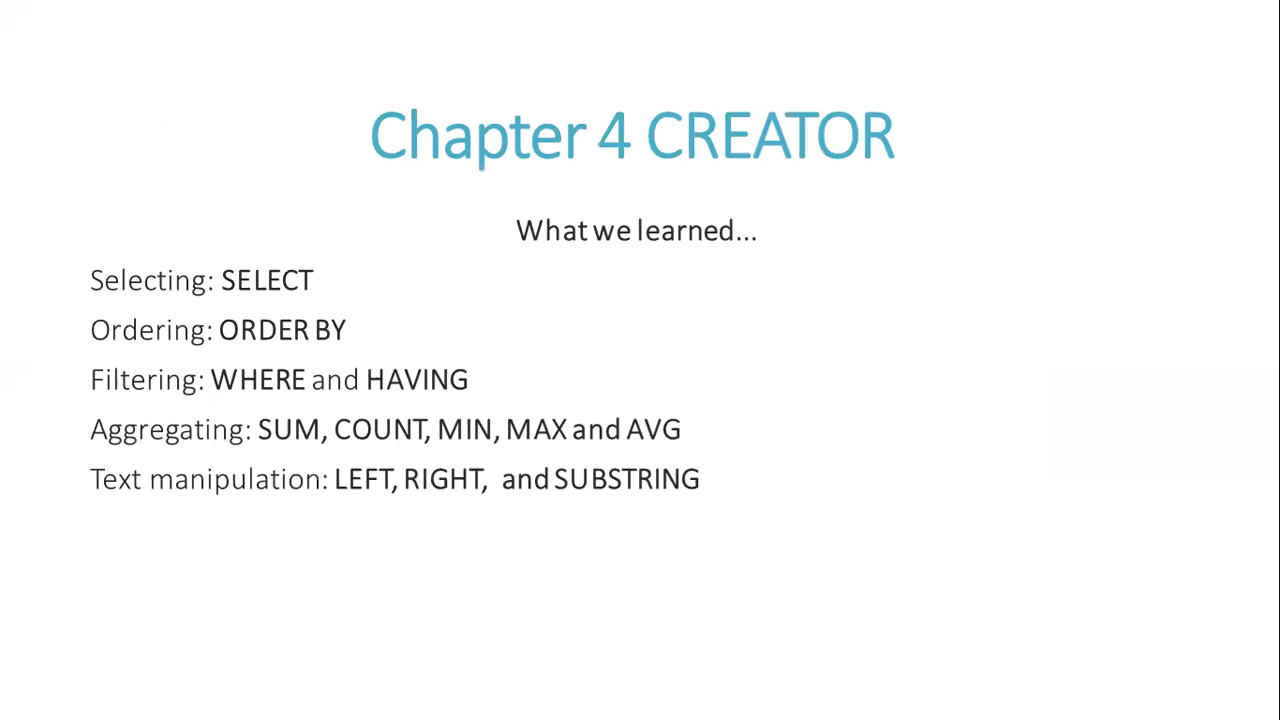 Chapter 4 CREATOR
What we learned...
Selecting: SELECT
Ordering: ORDER BY
Filtering: WHERE and HAVING
Aggregating: SUM, COUNT, MIN, MAX and AVG
Text manipulation: LEFT, RIGHT, and SUBSTRING